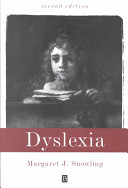 second edition
Dyslexia
Margaret J. Snowling